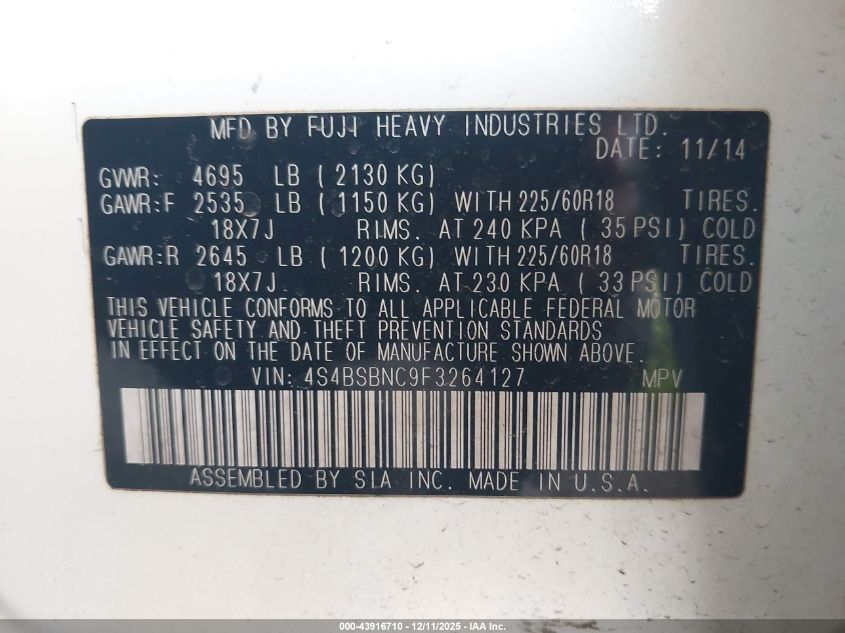 MFD BY FUJI HEAVY INDUSTRIES LTD.
DATE: 11/14
GVWR: 4695 LB ( 2130 KG)
GAWR:F 2535 LB ( 1150 KG) WITH 225/60R18 TIRES.
18X7J RIMS. AT 240 KPA ( 35 PSI) COLD
GAWR:R 2645 LB ( 1200 KG) WITH 225/60R18 TIRES.
18X7J RIMS. AT 230 KPA ( 33 PSI) COLD
THIS VEHICLE CONFORMS TO ALL APPLICABLE FEDERAL MOTOR
VEHICLE SAFETY AND THEFT PREVENTION STANDARDS
IN EFFECT ON THE DATE OF MANUFACTURE SHOWN ABOVE.
VIN: 4S4BSBNC9F3264127 MPV
ASSEMBLED BY SIA INC. MADE IN U.S.A.
000-43916710 - 12/11/2025 - IAA Inc.